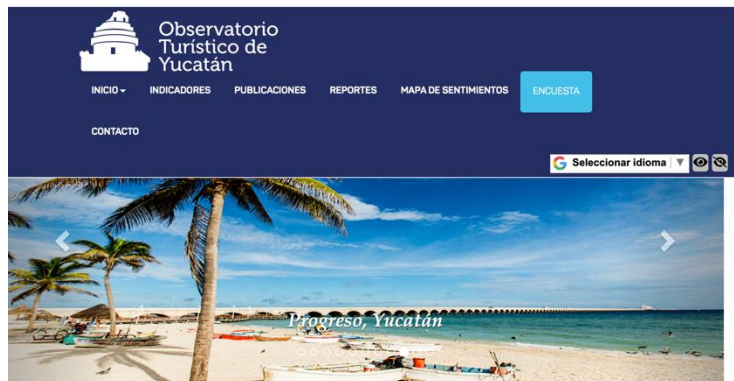 Observatorio
Turístico de
Yucatán
INICIO INDICADORES PUBLICACIONES REPORTES MAPA DE SENTIMIENTOS ENCUESTA
CONTACTO
G Seleccionar idioma ▼
Progreso, Yucatán